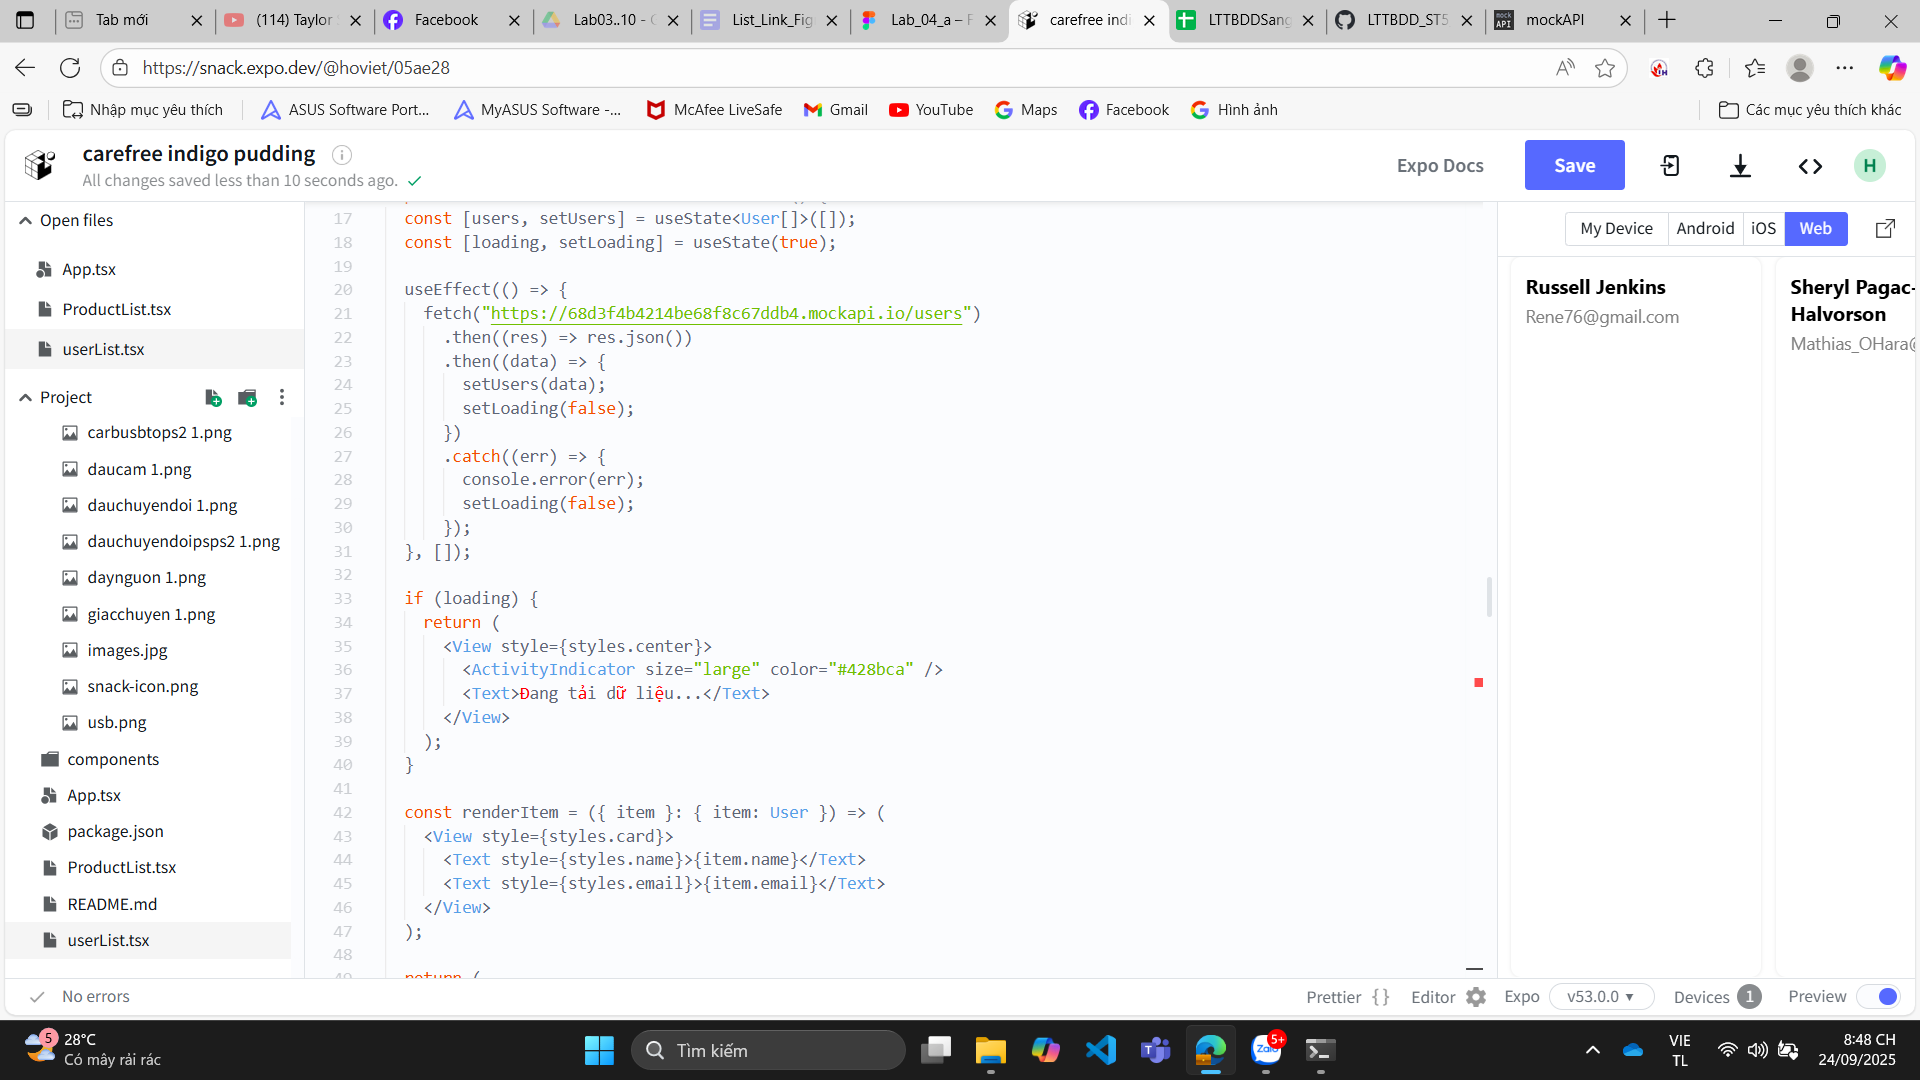 Tab mới
(114) Taylor
Facebook
Lab03..10 -
List_Link_Fig
Lab_04_a – F
carefree indi
LTTBDDSang
LTTBDD_ST5
mockAPI
https://snack.expo.dev/@hoviet/05ae28
Nhập mục yêu thích
ASUS Software Port...
MyASUS Software -...
McAfee LiveSafe
Gmail
YouTube
Maps
Facebook
Hình ảnh
Các mục yêu thích khác
carefree indigo pudding
All changes saved less than 10 seconds ago.
Expo Docs
Save
H
Open files
App.tsx
ProductList.tsx
userList.tsx
Project
carbusbtops2 1.png
daucam 1.png
dauchuyendoi 1.png
dauchuyendoipsps2 1.png
daynguon 1.png
giacchuyen 1.png
images.jpg
snack-icon.png
usb.png
components
App.tsx
package.json
ProductList.tsx
README.md
userList.tsx
17 const [users, setUsers] = useState<User[]>([]);
18 const [loading, setLoading] = useState(true);
19
20 useEffect(() => {
21 fetch("https://68d3f4b4214be68f8c67ddb4.mockapi.io/users")
22 .then((res) => res.json())
23 .then((data) => {
24 setUsers(data);
25 setLoading(false);
26 })
27 .catch((err) => {
28 console.error(err);
29 setLoading(false);
30 });
31 }, []);
32
33 if (loading) {
34 return (
35 <View style={styles.center}>
36 <ActivityIndicator size="large" color="#428bca" />
37 <Text>Đang tải dữ liệu...</Text>
38 </View>
39 );
40 }
41
42 const renderItem = ({ item }: { item: User }) => (
43 <View style={styles.card}>
44 <Text style={styles.name}>{item.name}</Text>
45 <Text style={styles.email}>{item.email}</Text>
46 </View>
47 );
48
49 return (
My Device
Android
iOS
Web
Russell Jenkins
Rene76@gmail.com
Sheryl Pagac-
Halvorson
Mathias_OHara@
No errors
Prettier { }
Editor
Expo
v53.0.0
Devices 1
Preview
5
28°C
Có mây rải rác
Tìm kiếm
Zalo
5+
VIE
TL
8:48 CH
24/09/2025